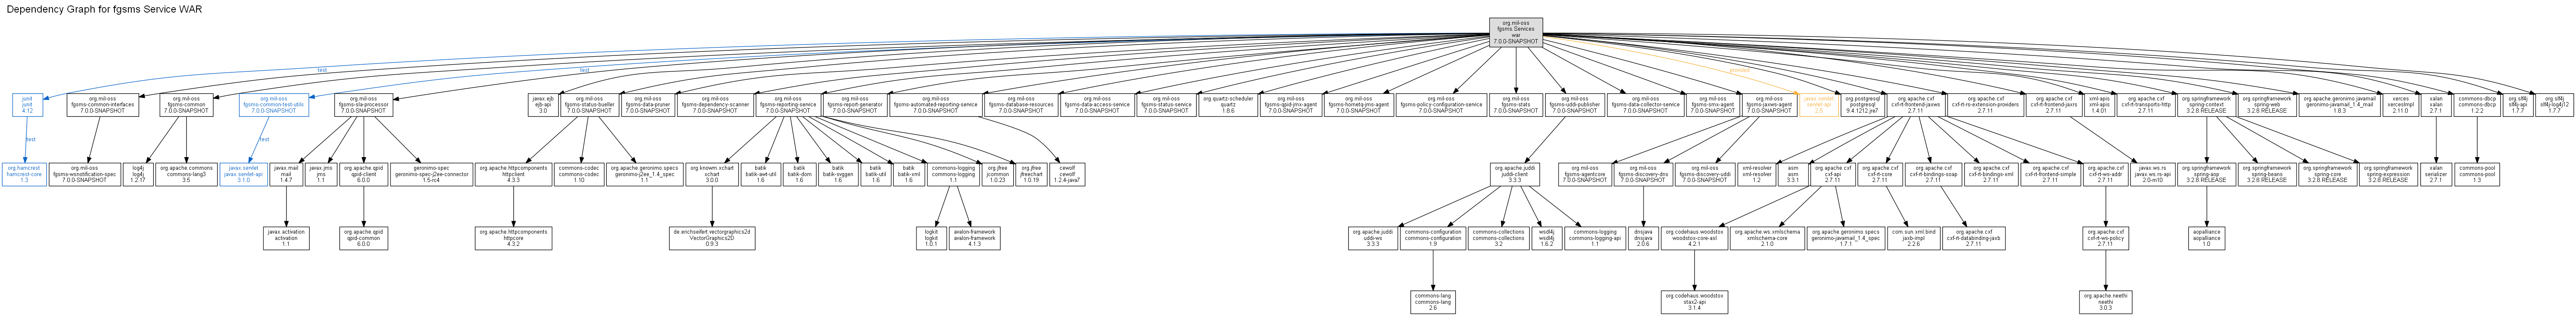 Dependency Graph for fgsms Service WAR
org.mil-oss
fgsms.Services
war
7.0.0-SNAPSHOT
test
test
provided
junit
junit
4.12
org.mil-oss
fgsms-common-interfaces
7.0.0-SNAPSHOT
org.mil-oss
fgsms-common
7.0.0-SNAPSHOT
org.mil-oss
fgsms-common-test-utils
7.0.0-SNAPSHOT
org.mil-oss
fgsms-sla-processor
7.0.0-SNAPSHOT
javax.ejb
ejb-api
3.0
org.mil-oss
fgsms-status-bueller
7.0.0-SNAPSHOT
org.mil-oss
fgsms-data-pruner
7.0.0-SNAPSHOT
org.mil-oss
fgsms-dependency-scanner
7.0.0-SNAPSHOT
org.mil-oss
fgsms-reporting-service
7.0.0-SNAPSHOT
org.mil-oss
fgsms-report-generator
7.0.0-SNAPSHOT
org.mil-oss
fgsms-automated-reporting-service
7.0.0-SNAPSHOT
org.mil-oss
fgsms-database-resources
7.0.0-SNAPSHOT
org.mil-oss
fgsms-data-access-service
7.0.0-SNAPSHOT
org.mil-oss
fgsms-status-service
7.0.0-SNAPSHOT
org.quartz-scheduler
quartz
1.8.6
org.mil-oss
fgsms-qpid-jmx-agent
7.0.0-SNAPSHOT
org.mil-oss
fgsms-hornetq-jms-agent
7.0.0-SNAPSHOT
org.mil-oss
fgsms-policy-configuration-service
7.0.0-SNAPSHOT
org.mil-oss
fgsms-stats
7.0.0-SNAPSHOT
org.mil-oss
fgsms-uddi-publisher
7.0.0-SNAPSHOT
org.mil-oss
fgsms-data-collector-service
7.0.0-SNAPSHOT
org.mil-oss
fgsms-smx-agent
7.0.0-SNAPSHOT
org.mil-oss
fgsms-jaxws-agent
7.0.0-SNAPSHOT
javax.servlet
servlet-api
2.5
org.postgresql
postgresql
9.4.1212.jre7
org.apache.cxf
cxf-rt-frontend-jaxws
2.7.11
org.apache.cxf
cxf-rt-rs-extension-providers
2.7.11
org.apache.cxf
cxf-rt-frontend-jaxrs
2.7.11
xml-apis
xml-apis
1.4.01
org.apache.cxf
cxf-rt-transports-http
2.7.11
org.springframework
spring-context
3.2.8.RELEASE
org.springframework
spring-web
3.2.8.RELEASE
org.apache.geronimo.javamail
geronimo-javamail_1.4_mail
1.8.3
xerces
xercesImpl
2.11.0
xalan
xalan
2.7.1
commons-dbcp
commons-dbcp
1.2.2
org.slf4j
slf4j-api
1.7.7
org.slf4j
slf4j-log4j12
1.7.7
test
test
org.hamcrest
hamcrest-core
1.3
org.mil-oss
fgsms-wsnotification-spec
7.0.0-SNAPSHOT
log4j
log4j
1.2.17
org.apache.commons
commons-lang3
3.5
javax.servlet
javax.servlet-api
3.1.0
javax.mail
mail
1.4.7
javax.jms
jms
1.1
org.apache.qpid
qpid-client
6.0.0
geronimo-spec
geronimo-spec-j2ee-connector
1.5-rc4
org.apache.httpcomponents
httpclient
4.3.3
commons-codec
commons-codec
1.10
org.apache.geronimo.specs
geronimo-j2ee_1.4_spec
1.1
org.knowm.xchart
xchart
3.0.0
batik
batik-awt-util
1.6
batik
batik-dom
1.6
batik
batik-svggen
1.6
batik
batik-util
1.6
batik
batik-xml
1.6
commons-logging
commons-logging
1.1
org.jfree
jcommon
1.0.23
org.jfree
jfreechart
1.0.19
cewolf
cewolf
1.2.4-java7
org.apache.juddi
juddi-client
3.3.3
org.mil-oss
fgsms-agentcore
7.0.0-SNAPSHOT
org.mil-oss
fgsms-discovery-dns
7.0.0-SNAPSHOT
org.mil-oss
fgsms-discovery-uddi
7.0.0-SNAPSHOT
xml-resolver
xml-resolver
1.2
asm
asm
3.3.1
org.apache.cxf
cxf-api
2.7.11
org.apache.cxf
cxf-rt-core
2.7.11
org.apache.cxf
cxf-rt-bindings-soap
2.7.11
org.apache.cxf
cxf-rt-bindings-xml
2.7.11
org.apache.cxf
cxf-rt-frontend-simple
2.7.11
org.apache.cxf
cxf-rt-ws-addr
2.7.11
javax.ws.rs
javax.ws.rs-api
2.0-m10
org.springframework
spring-aop
3.2.8.RELEASE
org.springframework
spring-beans
3.2.8.RELEASE
org.springframework
spring-core
3.2.8.RELEASE
org.springframework
spring-expression
3.2.8.RELEASE
xalan
serializer
2.7.1
commons-pool
commons-pool
1.3
javax.activation
activation
1.1
org.apache.qpid
qpid-common
6.0.0
org.apache.httpcomponents
httpcore
4.3.2
de.erichseifert.vectorgraphics2d
VectorGraphics2D
0.9.3
logkit
logkit
1.0.1
avalon-framework
avalon-framework
4.1.3
org.apache.juddi
uddi-ws
3.3.3
commons-configuration
commons-configuration
1.9
commons-collections
commons-collections
3.2
wsdl4j
wsdl4j
1.6.2
commons-logging
commons-logging-api
1.1
dnsjava
dnsjava
2.0.6
org.codehaus.woodstox
woodstox-core-asl
4.2.1
org.apache.ws.xmlschema
xmlschema-core
2.1.0
org.apache.geronimo.specs
geronimo-javamail_1.4_spec
1.7.1
com.sun.xml.bind
jaxb-impl
2.2.6
org.apache.cxf
cxf-rt-databinding-jaxb
2.7.11
org.apache.cxf
cxf-rt-ws-policy
2.7.11
aopalliance
aopalliance
1.0
commons-lang
commons-lang
2.6
org.codehaus.woodstox
stax2-api
3.1.4
org.apache.neethi
neethi
3.0.3